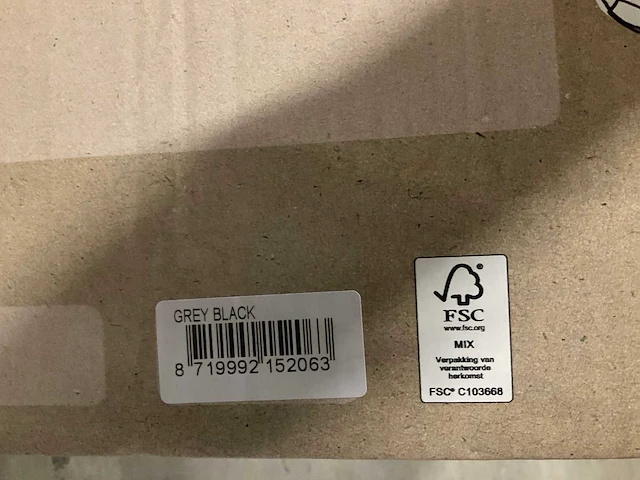 GREY BLACK
8 719992 152063
FSC®
www.fsc.org
MIX
Verpakking van
verantwoorde
herkomst
FSC® C103668